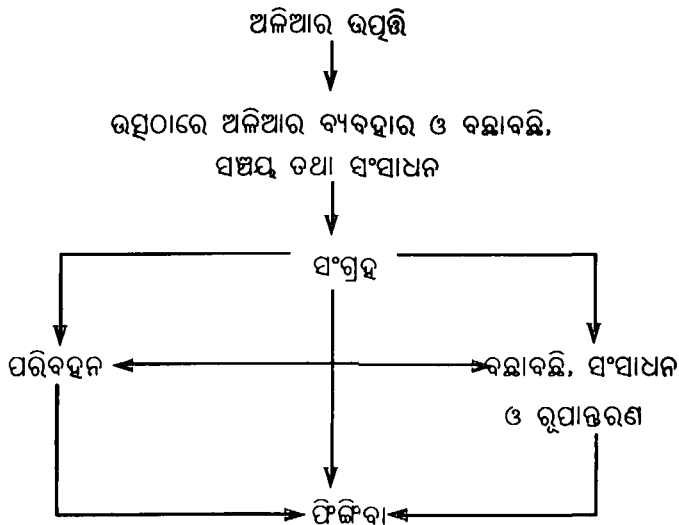 ଅଳିଆର ଉତ୍ପତ୍ତି
ଉତ୍ସଠାରେ ଅଳିଆର ବ୍ୟବହାର ଓ ବଛାବଛି,
ସଞ୍ଚୟ ତଥା ସଂସାଧନ
ସଂଗ୍ରହ
ପରିବହନ
ବଛାବଛି, ସଂସାଧନ
ଓ ରୂପାନ୍ତରଣ
ଫିଙ୍ଗିବା